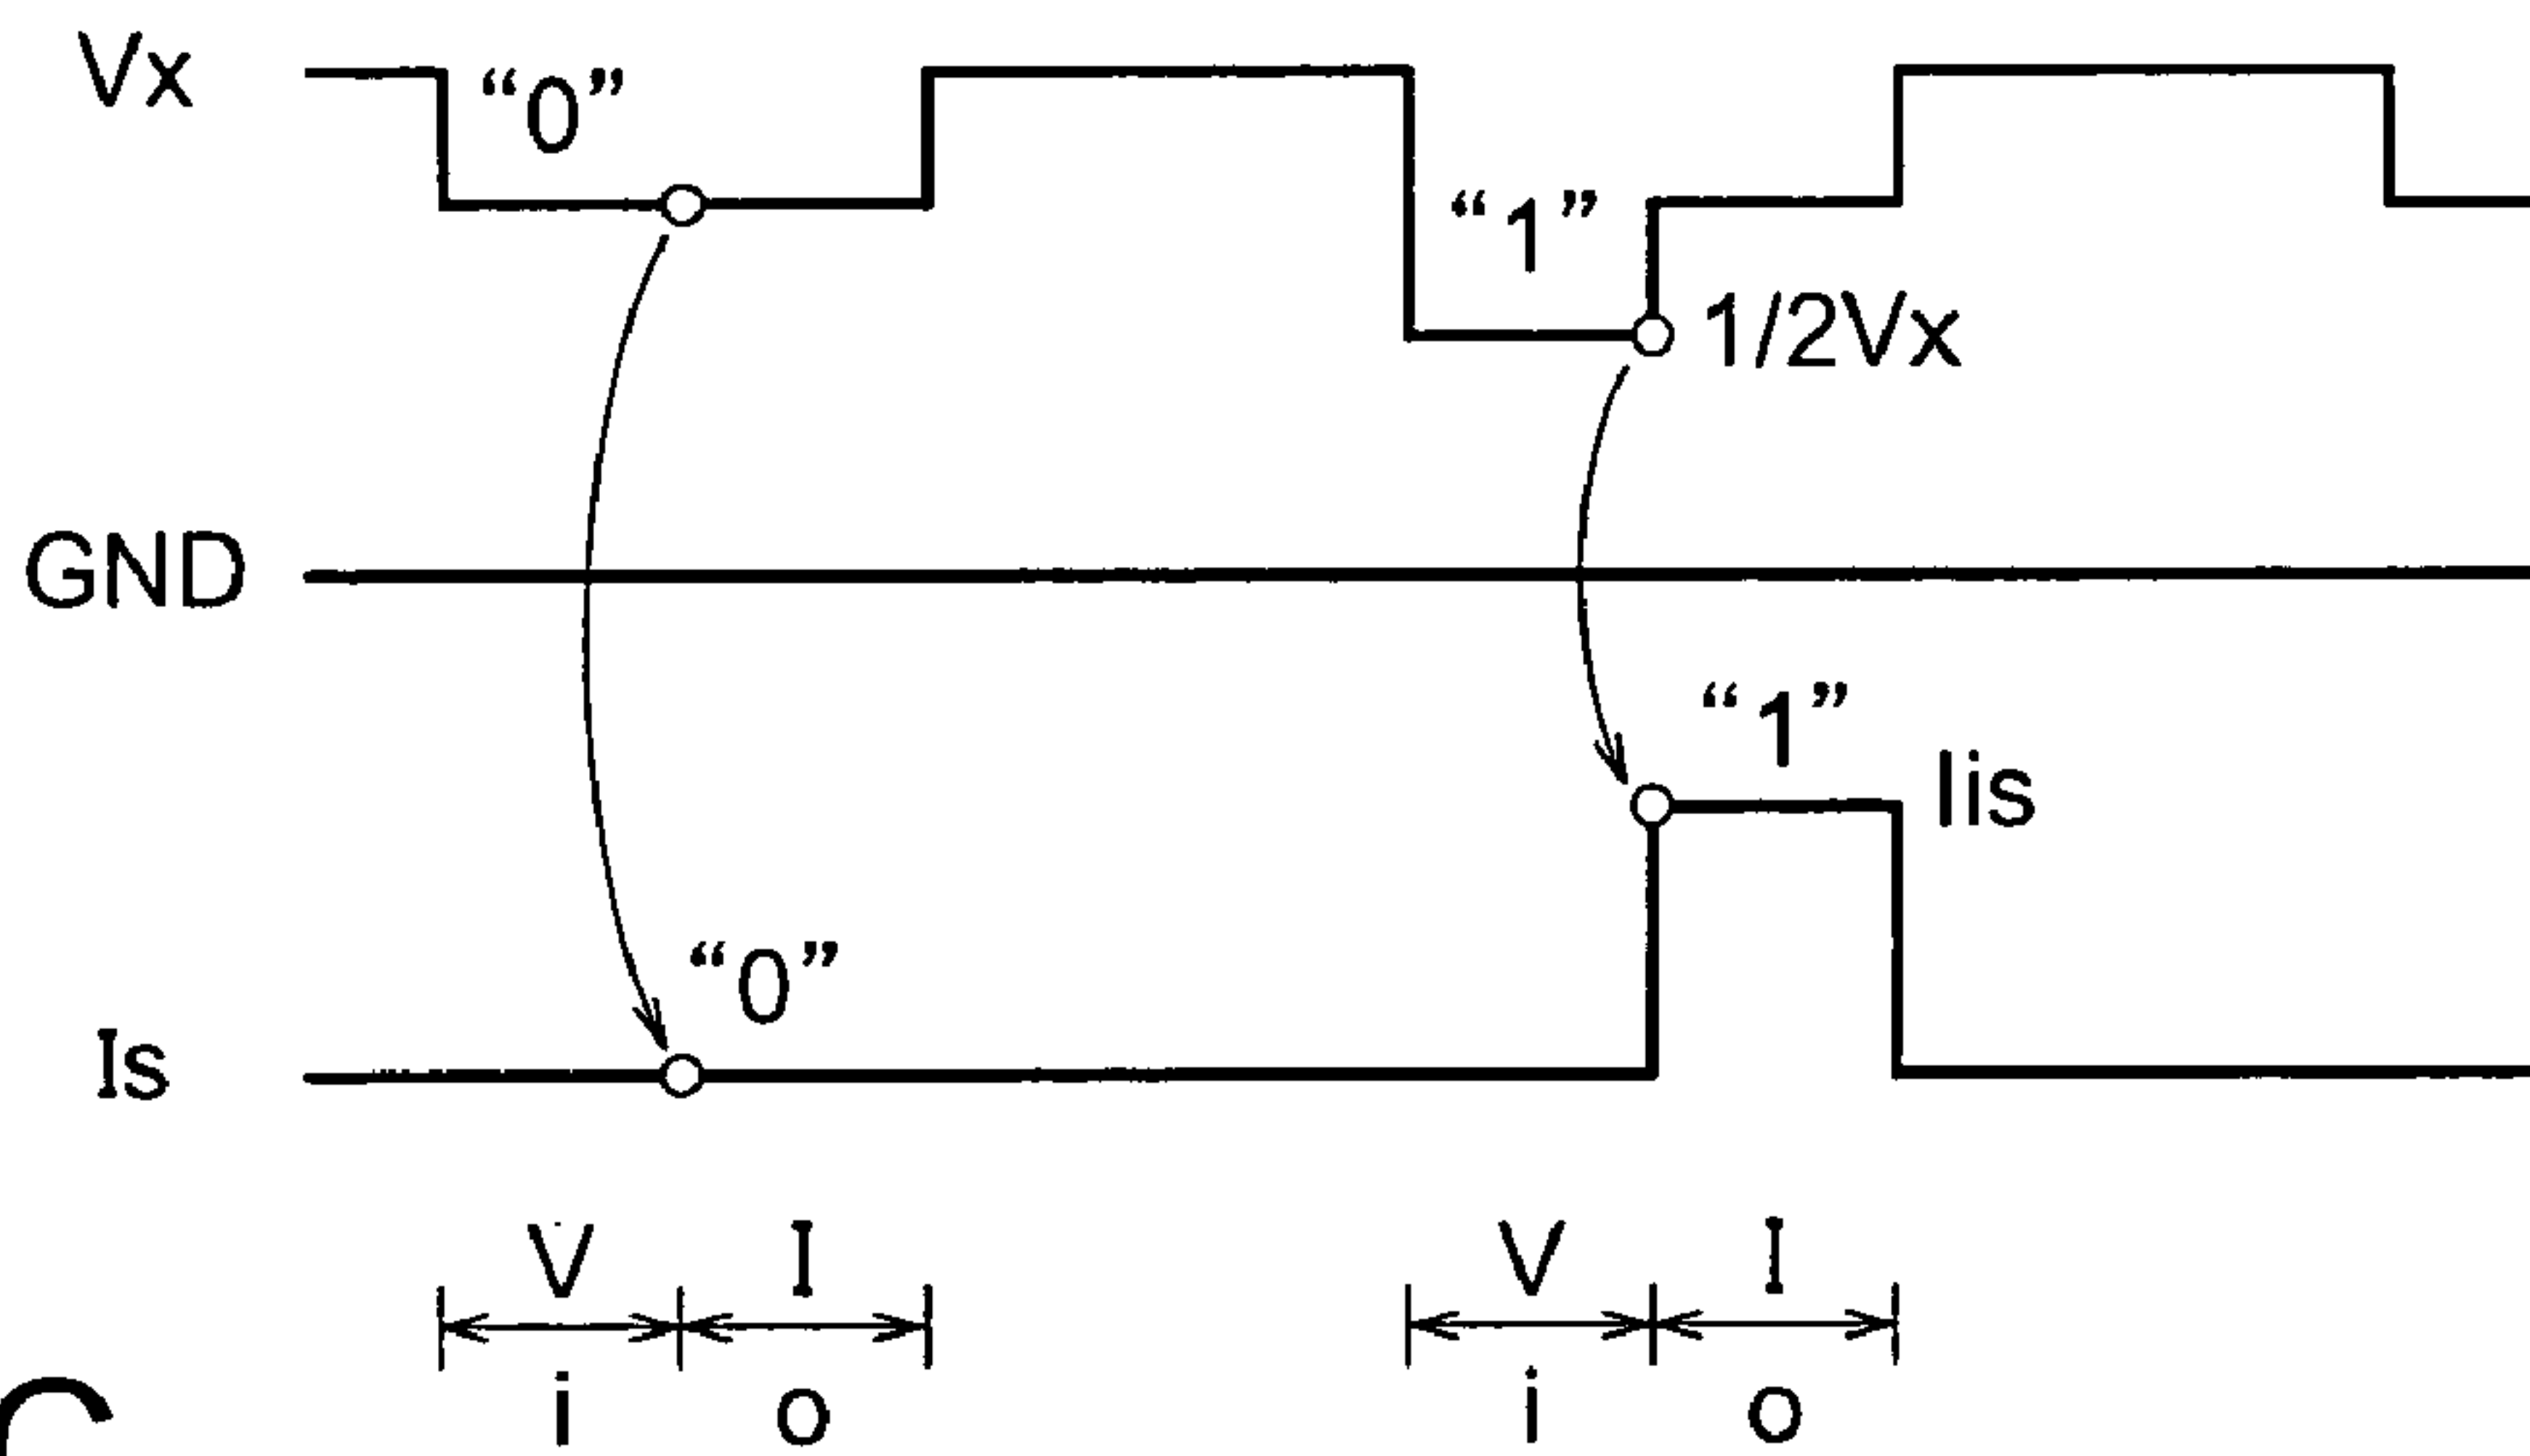 Vx “0”
“1”
1/2Vx
GND
“1” Iis
“0”
Is
V I V I
i o i o
C